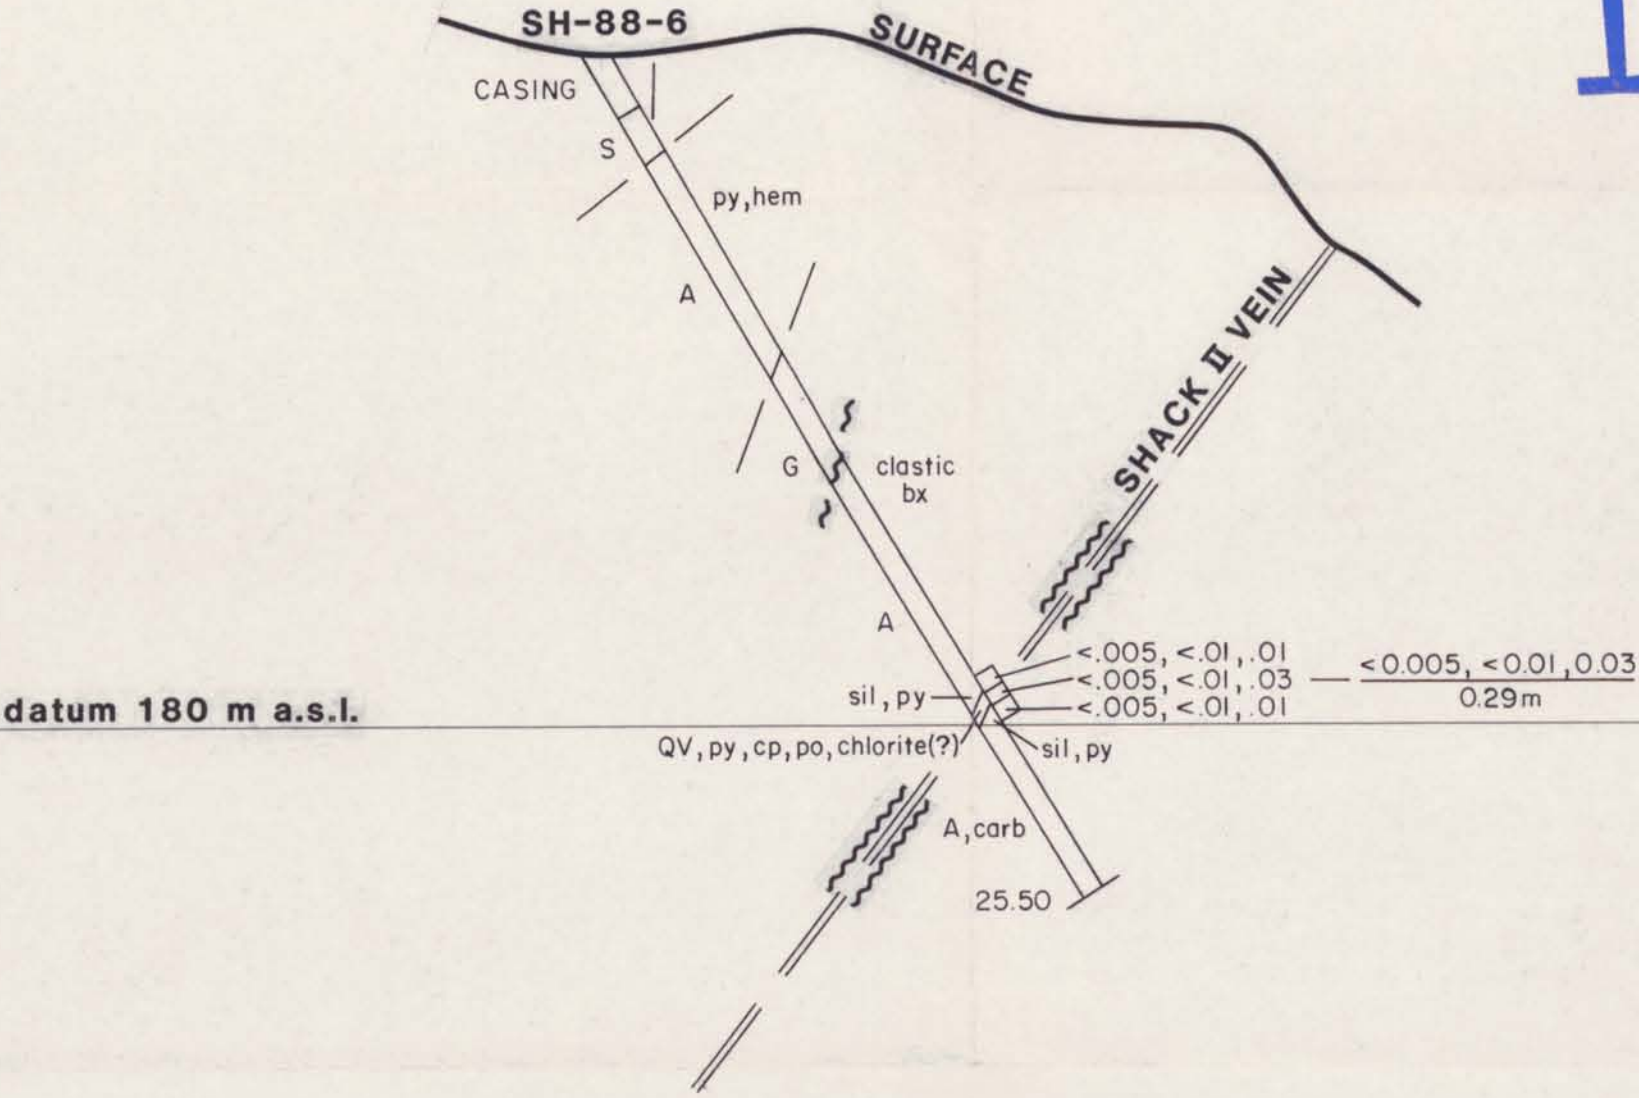 SH-88-6
SURFACE
CASING
S
py,hem
A
SHACK II VEIN
G
clastic
bx
A
<.005, <.01, .01
sil, py
<.005, <.01, .03
<0.005, <0.01, 0.03
0.29m
<.005, <.01, .01
datum 180 m a.s.l.
QV, py, cp, po, chlorite(?)
sil, py
A, carb
25.50